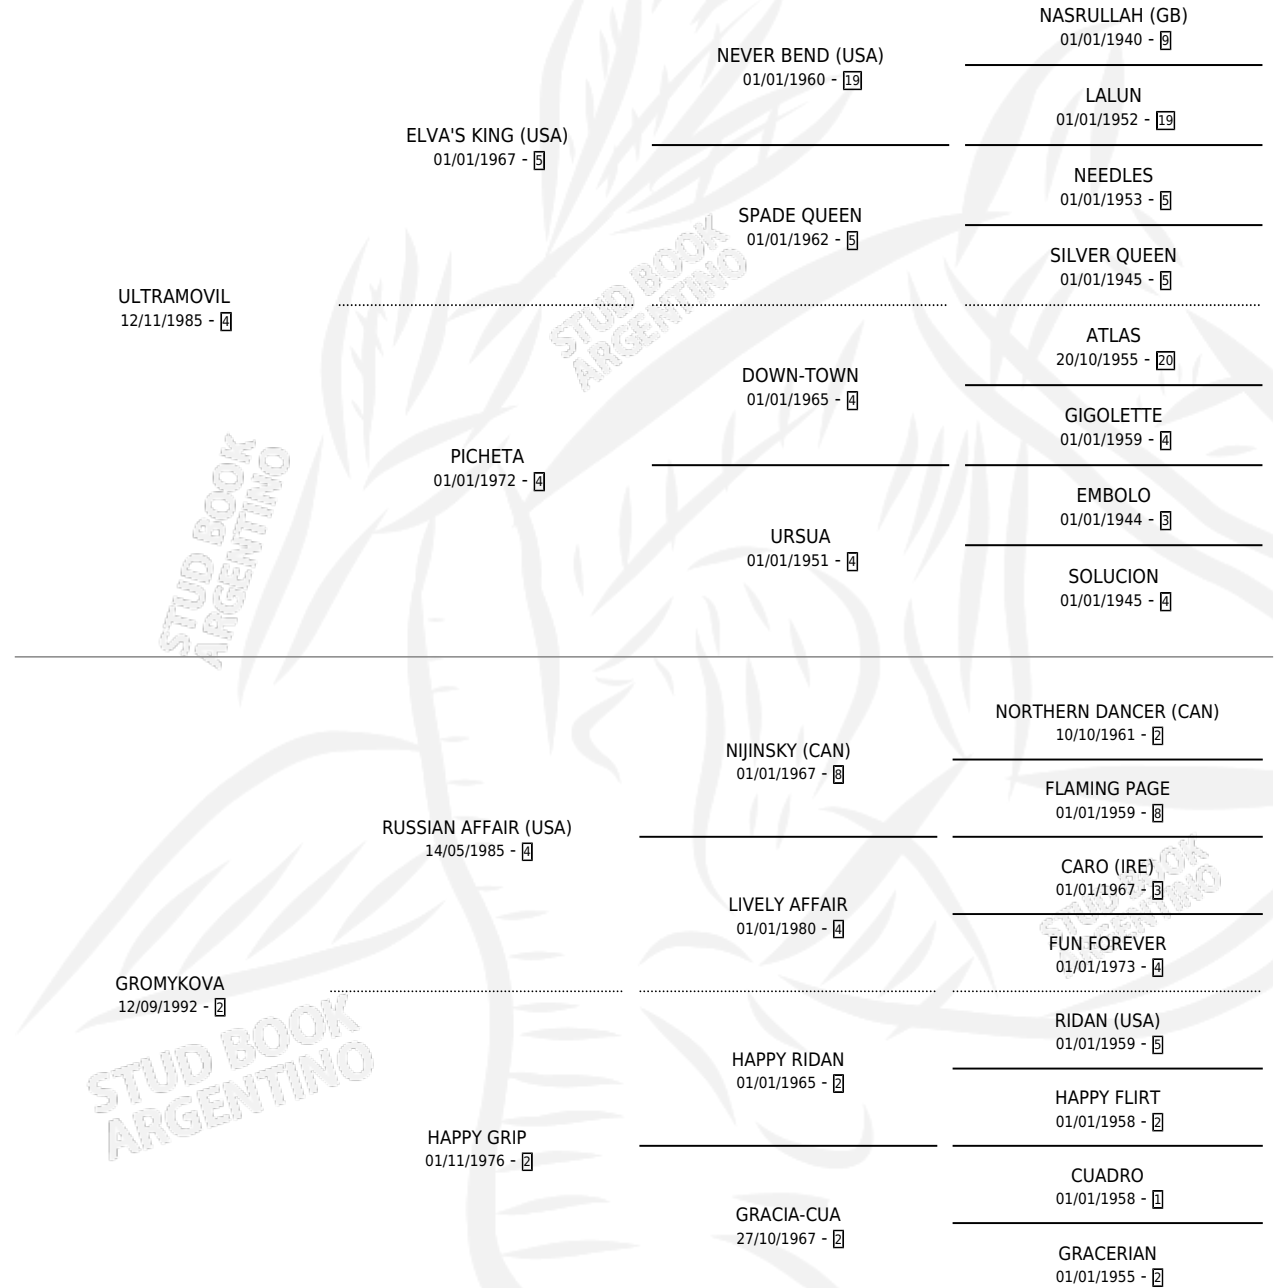 NASRULLAH (GB)
01/01/1940 - 9
NEVER BEND (USA)
01/01/1960 - 19
LALUN
01/01/1952 - 19
ELVA'S KING (USA)
01/01/1967 - 5
NEEDLES
01/01/1953 - 5
SPADE QUEEN
01/01/1962 - 5
SILVER QUEEN
01/01/1945 - 5
ULTRAMOVIL
12/11/1985 - 4
STUD BOOK
ARGENTINO
ATLAS
20/10/1955 - 20
DOWN-TOWN
01/01/1965 - 4
GIGOLETTE
01/01/1959 - 4
PICHETA
01/01/1972 - 4
EMBOLO
01/01/1944 - 3
URSUA
01/01/1951 - 4
SOLUCION
01/01/1945 - 4
STUD BOOK
ARGENTINO
NORTHERN DANCER (CAN)
10/10/1961 - 2
NIJINSKY (CAN)
01/01/1967 - 8
FLAMING PAGE
01/01/1959 - 8
RUSSIAN AFFAIR (USA)
14/05/1985 - 4
CARO (IRE)
01/01/1967 - 3
LIVELY AFFAIR
01/01/1980 - 4
STUD BOOK
ARGENTINO
FUN FOREVER
01/01/1973 - 4
GROMYKOVA
12/09/1992 - 2
RIDAN (USA)
01/01/1959 - 5
HAPPY RIDAN
01/01/1965 - 2
STUD BOOK
ARGENTINO
HAPPY FLIRT
01/01/1958 - 2
HAPPY GRIP
01/11/1976 - 2
CUADRO
01/01/1958 - 1
GRACIA-CUA
27/10/1967 - 2
GRACERIAN
01/01/1955 - 2